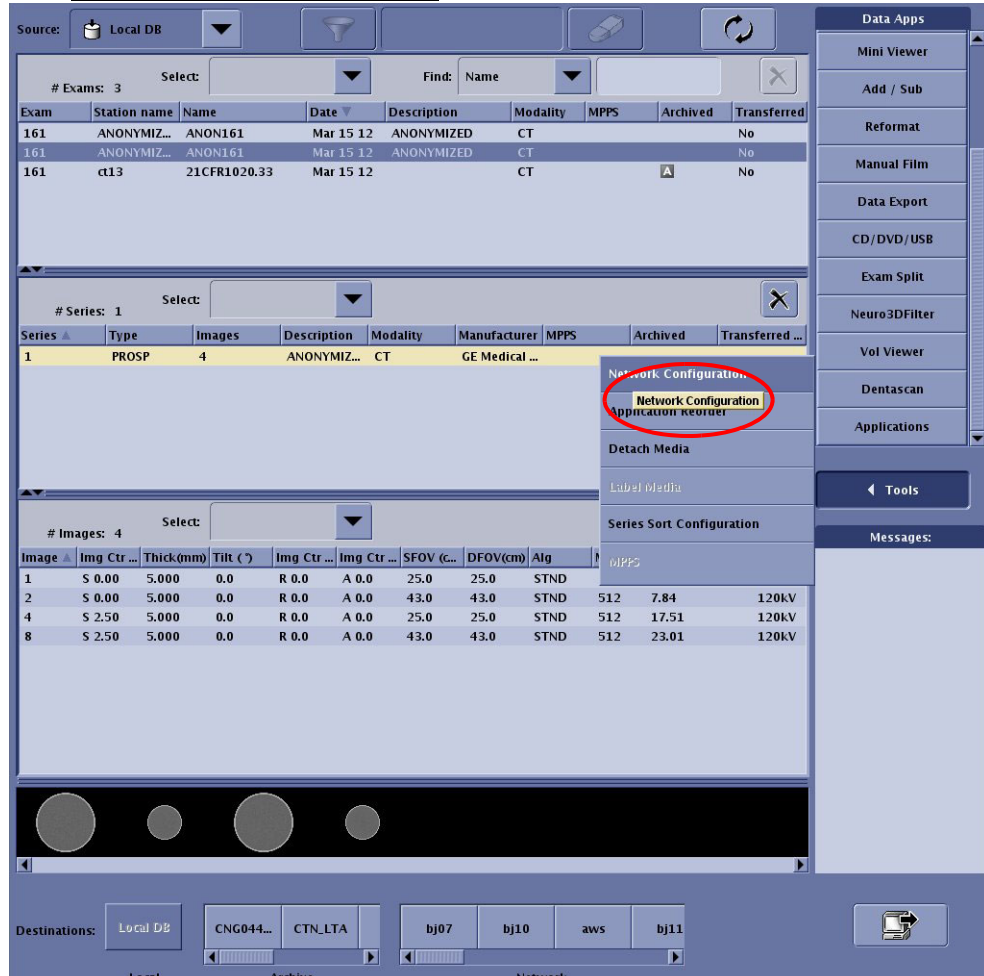 Source: Local DB
# Exams: 3 Select: Find: Name
Exam Station name Name Date Description Modality MPPS Archived Transferred
161 ANONYMIZ... ANON161 Mar 15 12 ANONYMIZED CT No
161 ANONYMIZ... ANON161 Mar 15 12 ANONYMIZED CT No
161 ct13 21CFR1020.33 Mar 15 12 CT A No
# Series: 1 Select:
Series Type Images Description Modality Manufacturer MPPS Archived Transferred ...
1 PROSP 4 ANONYMIZ... CT GE Medical ...
Network Configuration
Network Configuration
Application Reorder
Detach Media
Label Media
Series Sort Configuration
MPPS
# Images: 4 Select:
Image Img Ctr ... Thick(mm) Tilt (°) Img Ctr ... Img Ctr ... SFOV (c... DFOV(cm) Alg
1 S 0.00 5.000 0.0 R 0.0 A 0.0 25.0 25.0 STND
2 S 0.00 5.000 0.0 R 0.0 A 0.0 43.0 43.0 STND 512 7.84 120kV
4 S 2.50 5.000 0.0 R 0.0 A 0.0 25.0 25.0 STND 512 17.51 120kV
8 S 2.50 5.000 0.0 R 0.0 A 0.0 43.0 43.0 STND 512 23.01 120kV
Data Apps
Mini Viewer
Add / Sub
Reformat
Manual Film
Data Export
CD/DVD/USB
Exam Split
Neuro3DFilter
Vol Viewer
Dentascan
Applications
Tools
Messages:
Destinations: Local DB CNG044... CTN_LTA bj07 bj10 aws bj11